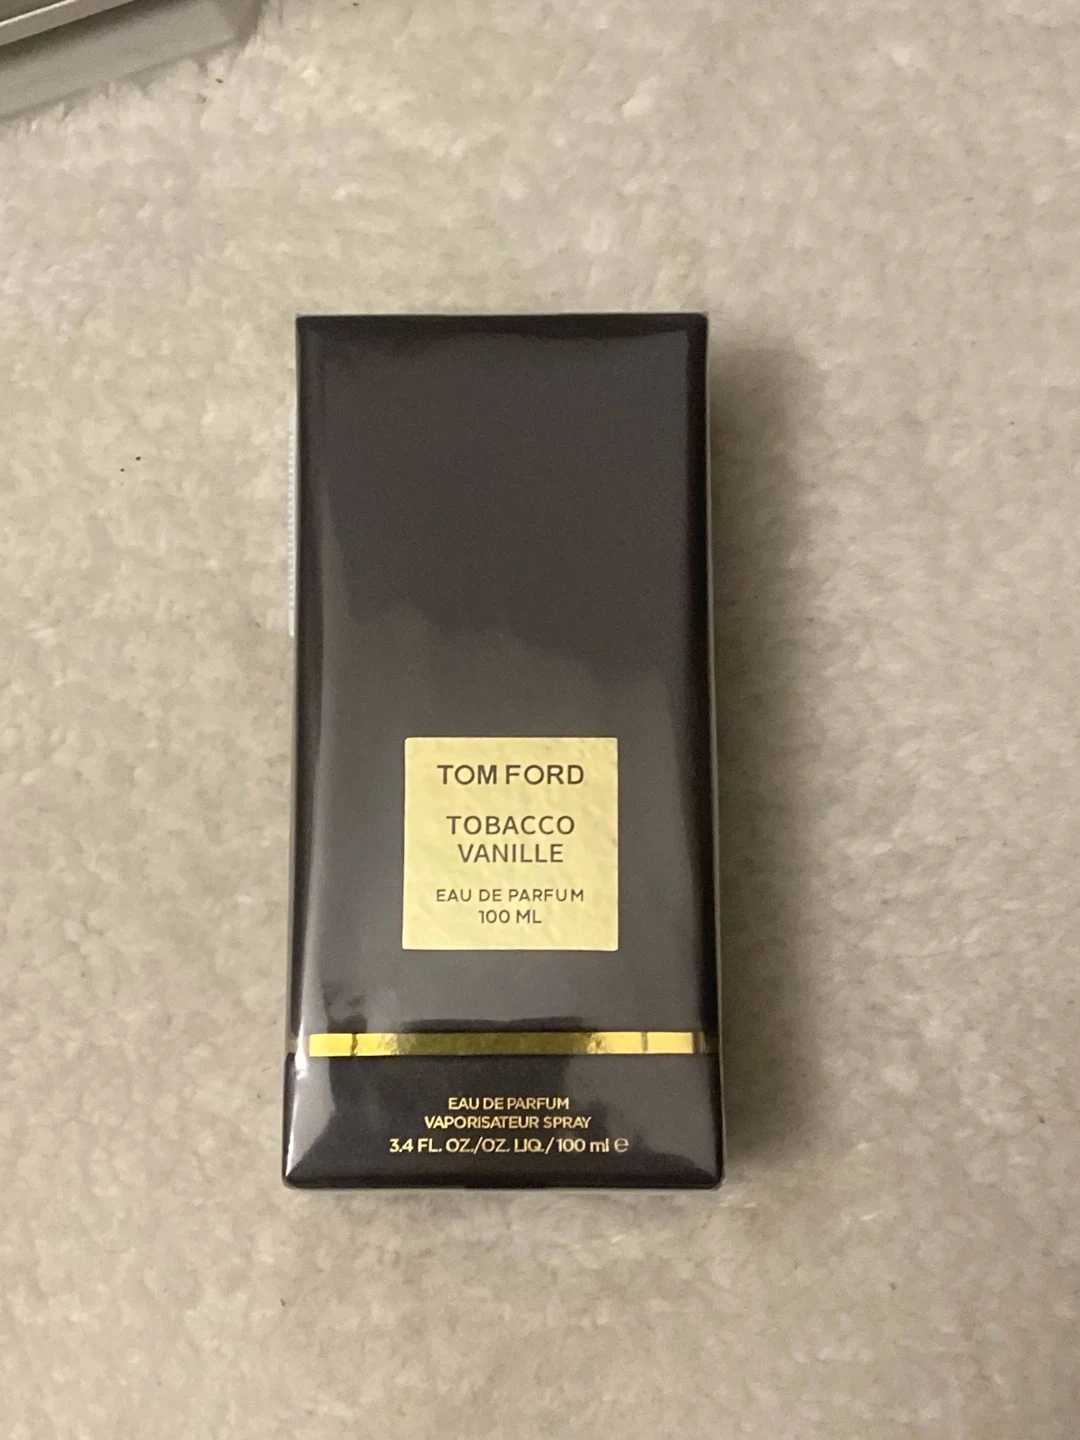 TOM FORD
TOBACCO
VANILLE
EAU DE PARFUM
100 ML
EAU DE PARFUM
VAPORISATEUR SPRAY
3.4 FL. OZ./OZ. LIQ./100 ml ℮